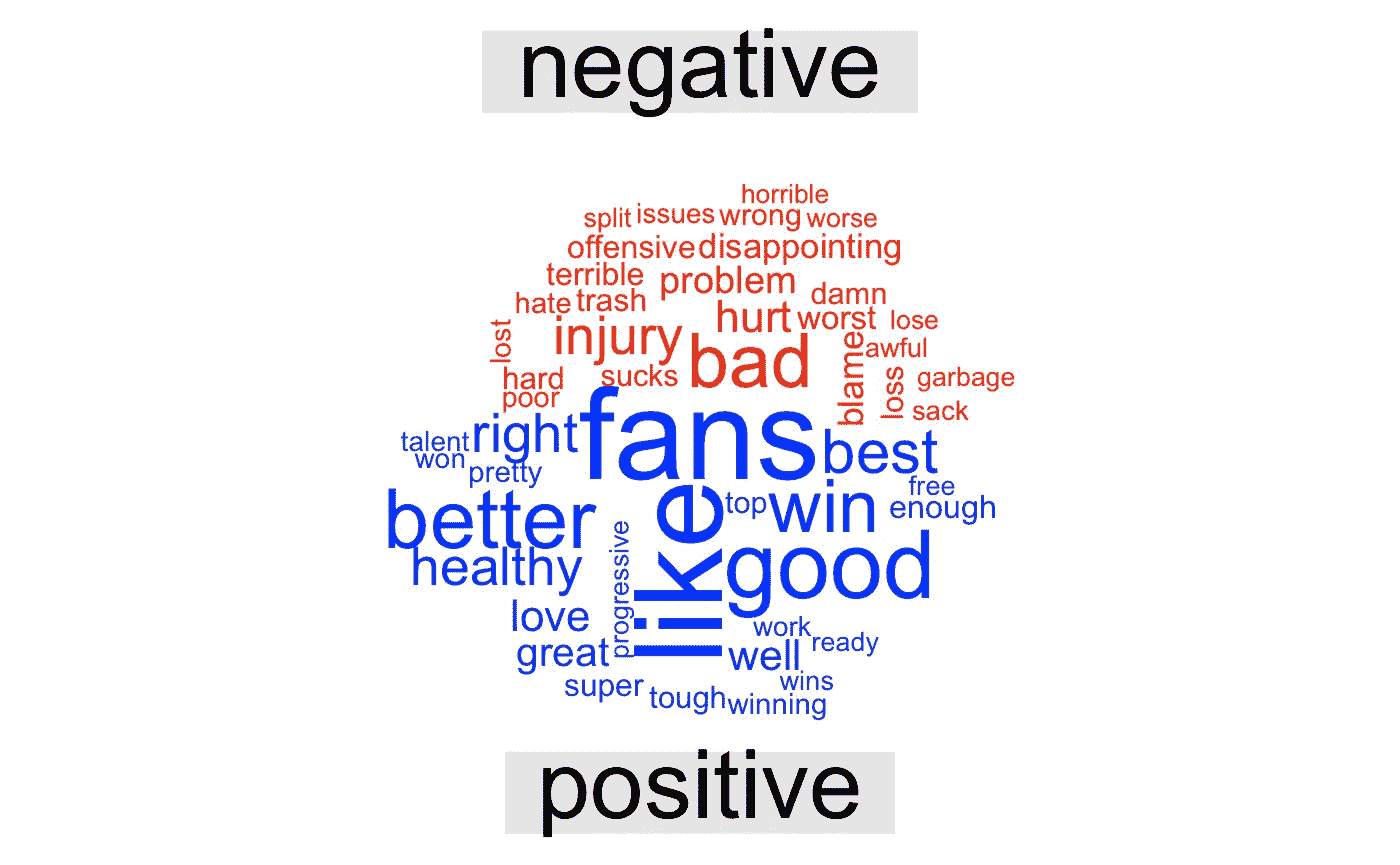 negative
horrible
split issues wrong worse
offensive disappointing
terrible problem
hate trash damn
hurt worst lose
lost injury bad blame awful
hard sucks loss garbage
poor sack
fans
talent right best
won pretty
like top win free
better enough
healthy progressive good
love work
great well ready
super wins
tough winning
positive